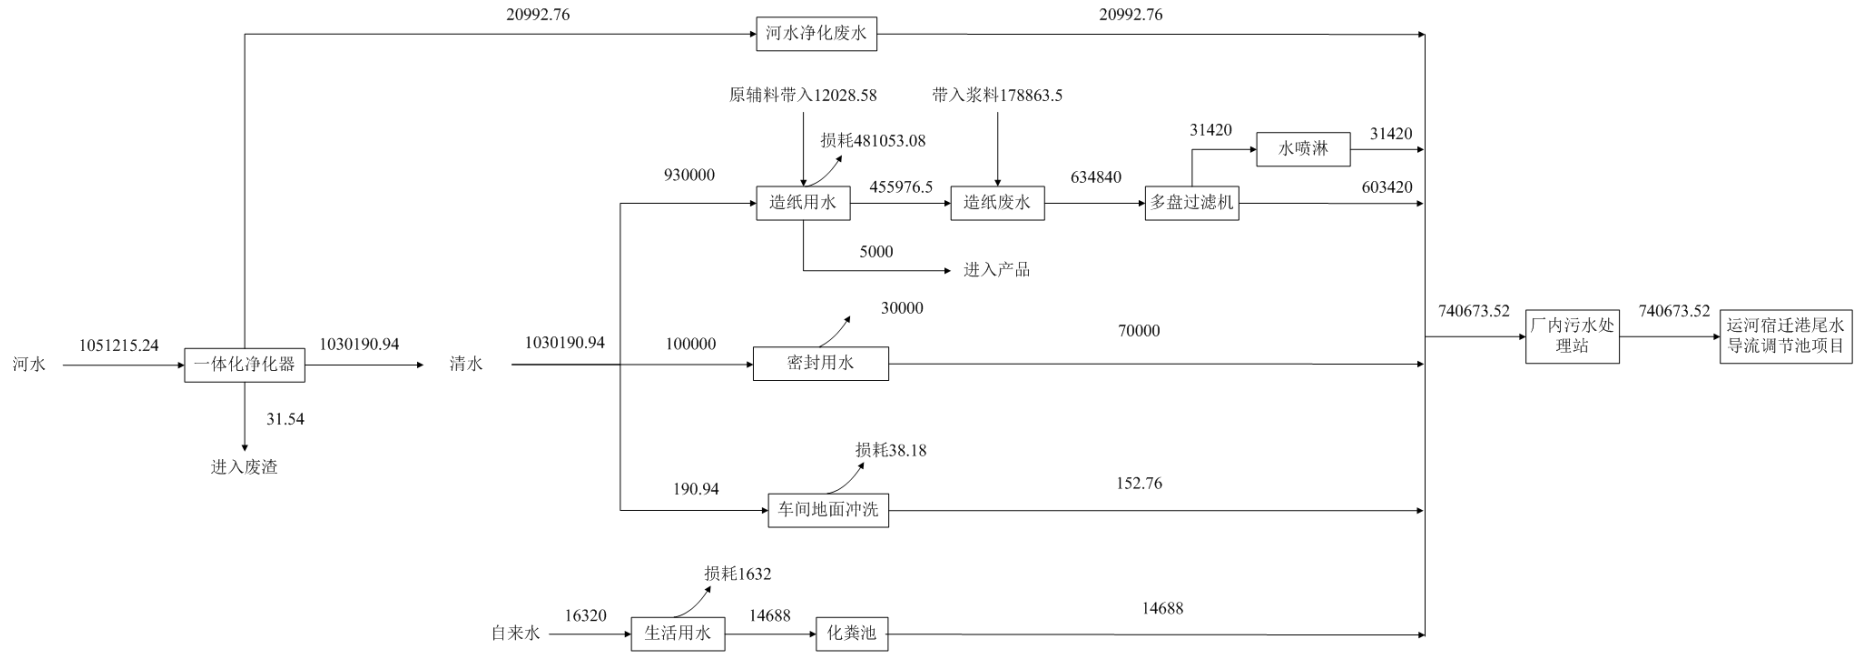 20992.76
20992.76
河水净化废水
原辅料带入12028.58
带入浆料178863.5
损耗481053.08
31420
水喷淋
31420
930000
造纸用水
455976.5
造纸废水
634840
多盘过滤机
603420
5000
进入产品
30000
河水
1051215.24
一体化净化器
1030190.94
清水
1030190.94
100000
密封用水
70000
740673.52
厂内污水处
理站
740673.52
运河宿迁港尾水
导流调节池项目
31.54
进入废渣
损耗38.18
190.94
车间地面冲洗
152.76
损耗1632
自来水
16320
生活用水
14688
化粪池
14688